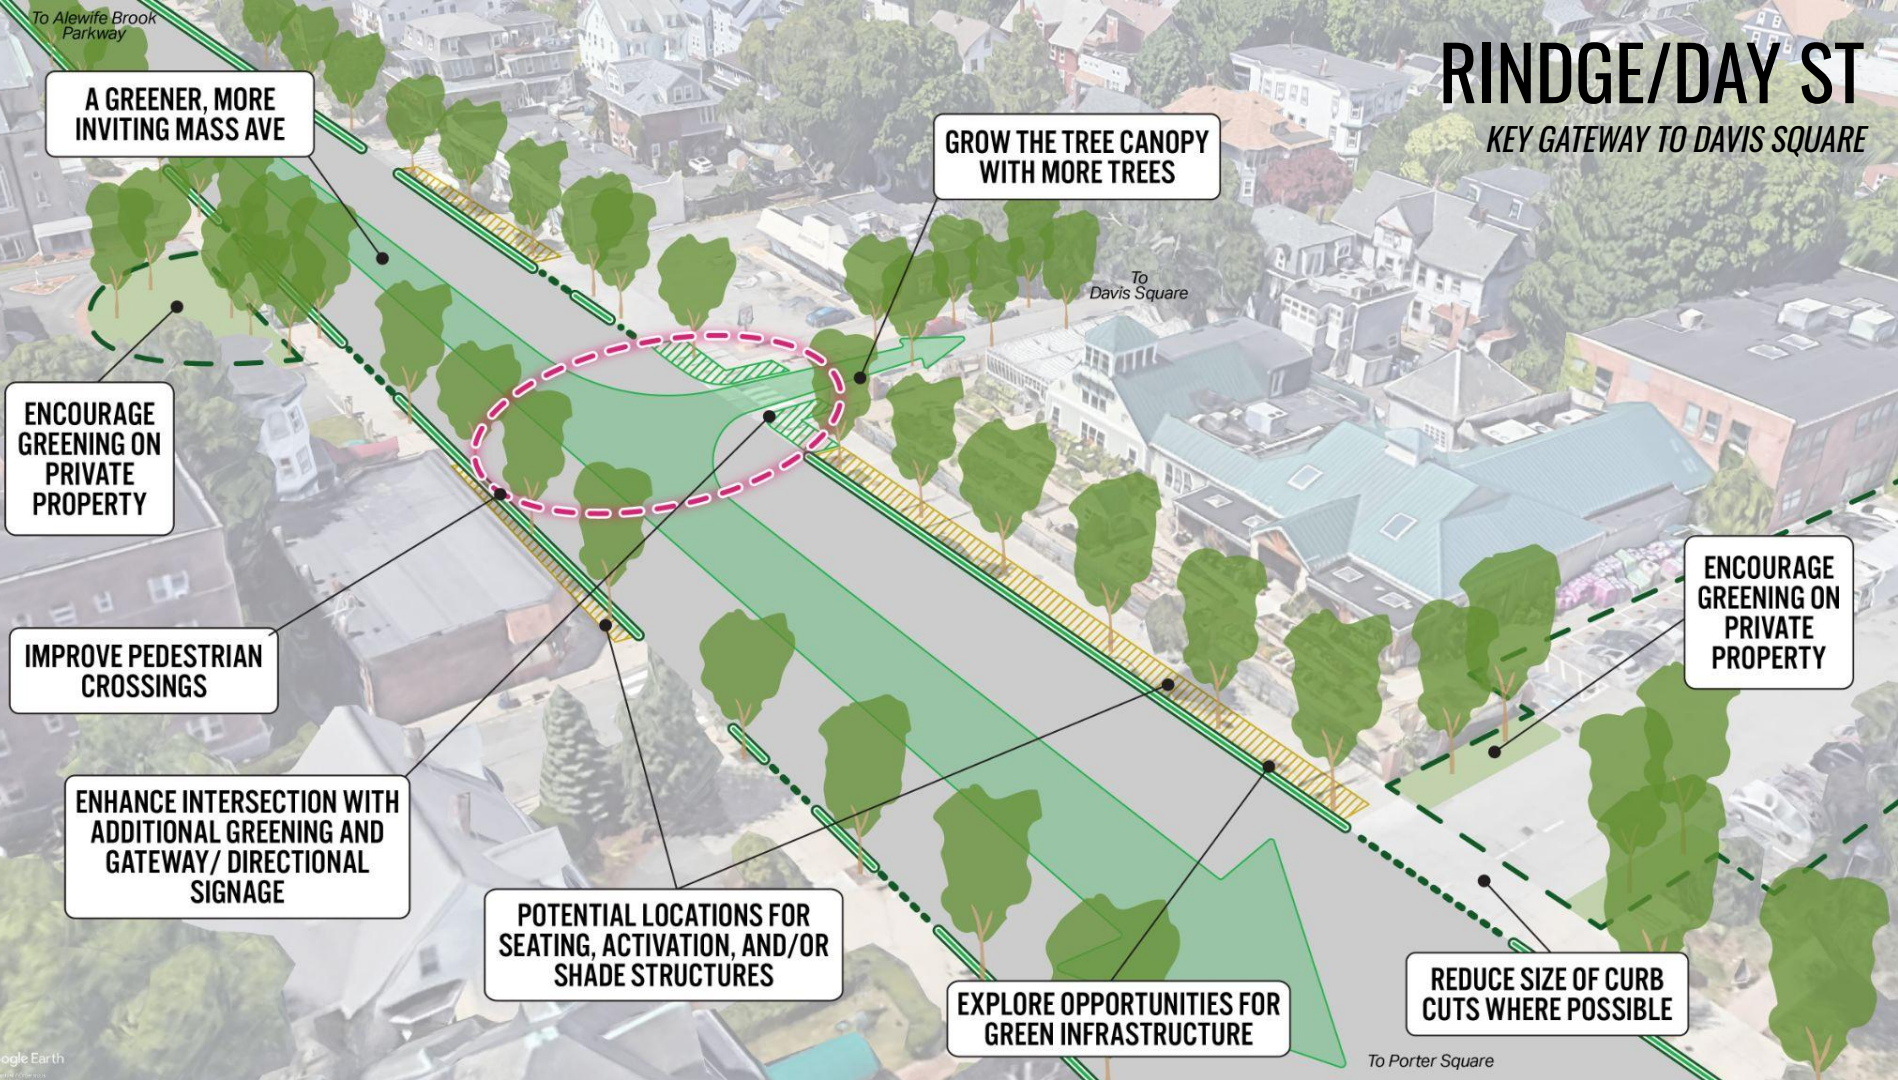 To Alewife Brook
Parkway
RINDGE/DAY ST
KEY GATEWAY TO DAVIS SQUARE
A GREENER, MORE
INVITING MASS AVE
GROW THE TREE CANOPY
WITH MORE TREES
To
Davis Square
ENCOURAGE
GREENING ON
PRIVATE
PROPERTY
ENCOURAGE
GREENING ON
PRIVATE
PROPERTY
IMPROVE PEDESTRIAN
CROSSINGS
ENHANCE INTERSECTION WITH
ADDITIONAL GREENING AND
GATEWAY/ DIRECTIONAL
SIGNAGE
POTENTIAL LOCATIONS FOR
SEATING, ACTIVATION, AND/OR
SHADE STRUCTURES
EXPLORE OPPORTUNITIES FOR
GREEN INFRASTRUCTURE
REDUCE SIZE OF CURB
CUTS WHERE POSSIBLE
To Porter Square
ogle Earth